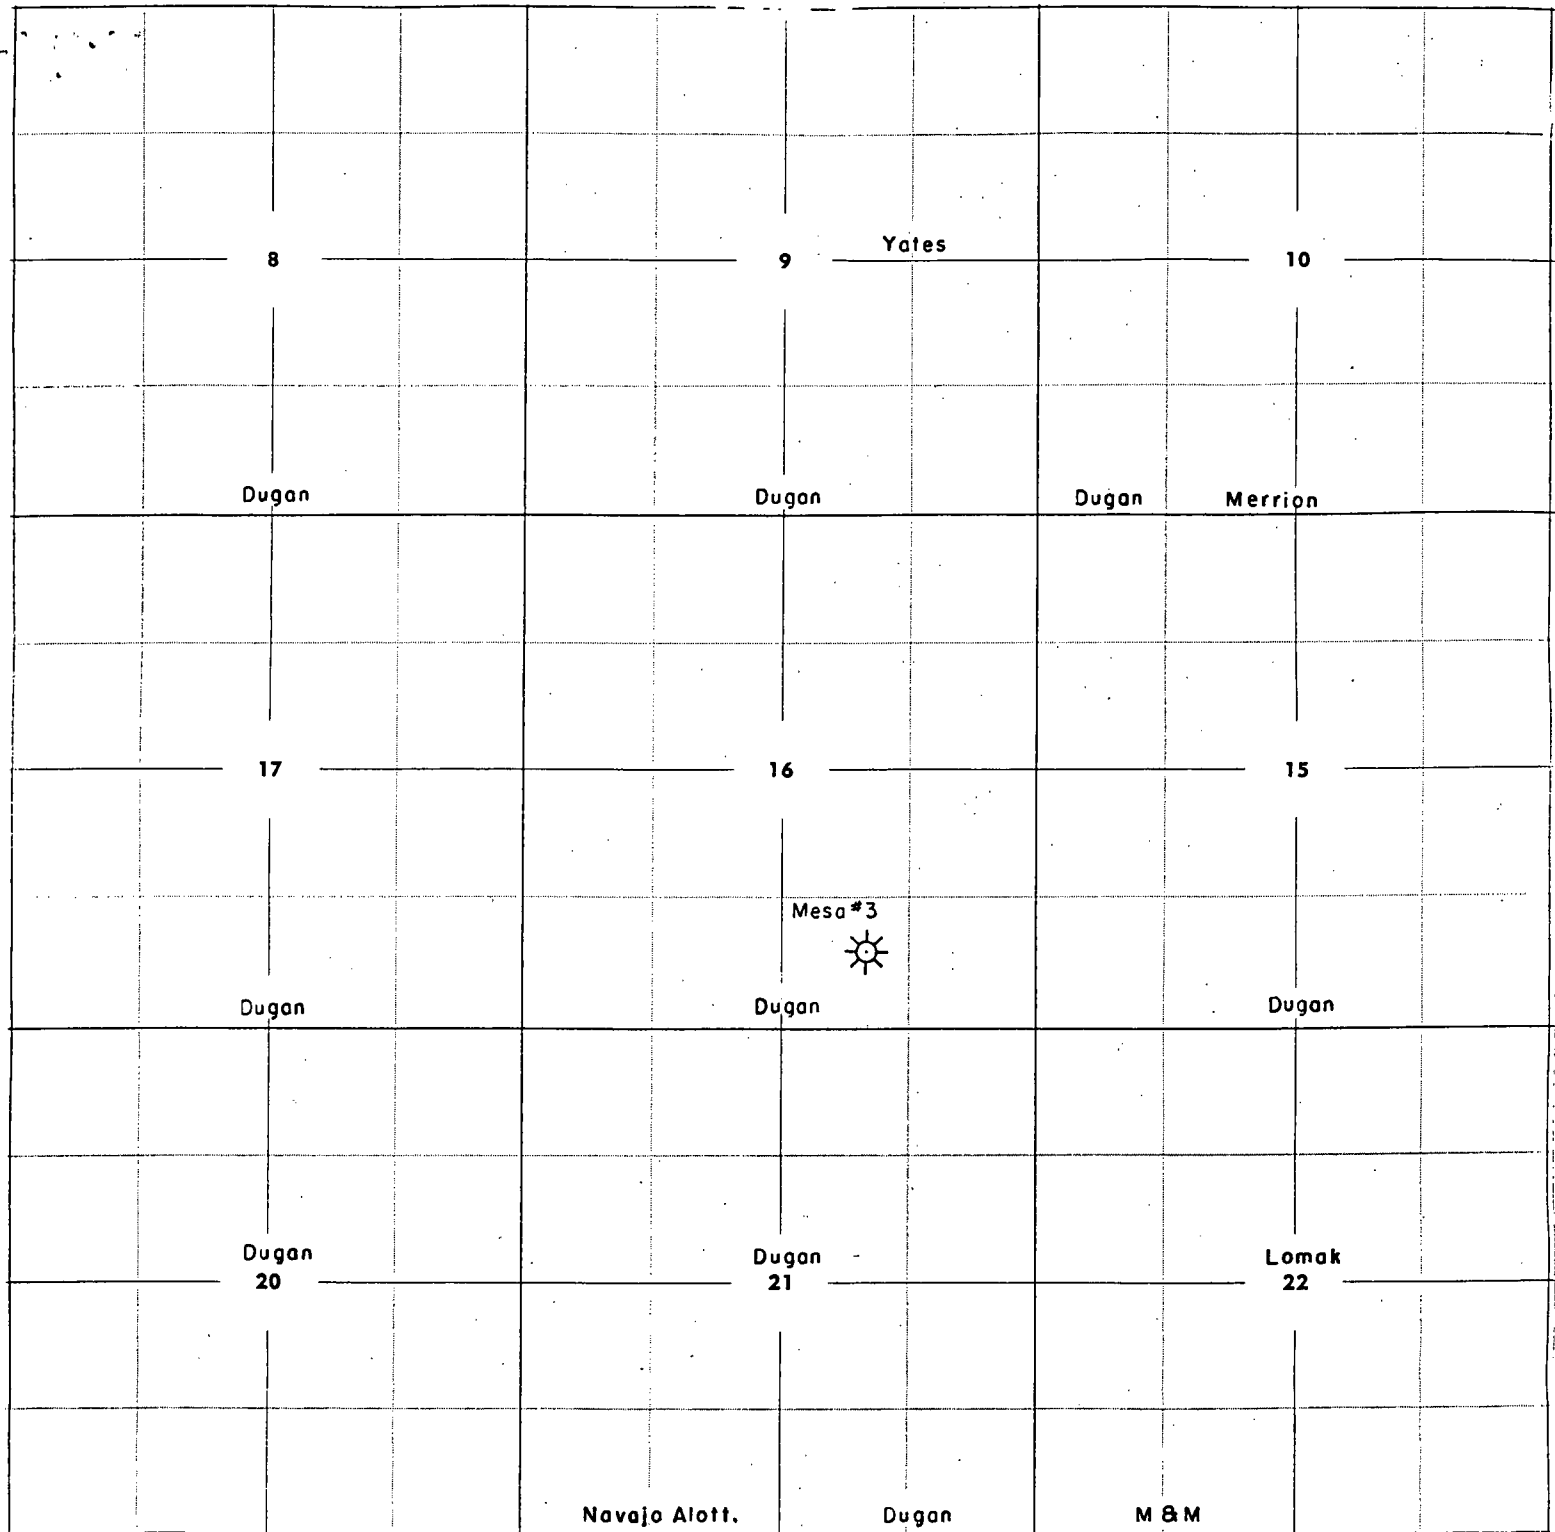 Yates
8 9 10
Dugan Dugan Dugan Merrion
17 16 15
Mesa #3
Dugan Dugan Dugan
Dugan Dugan Lomak
20 21 22
Navajo Alott. Dugan M & M